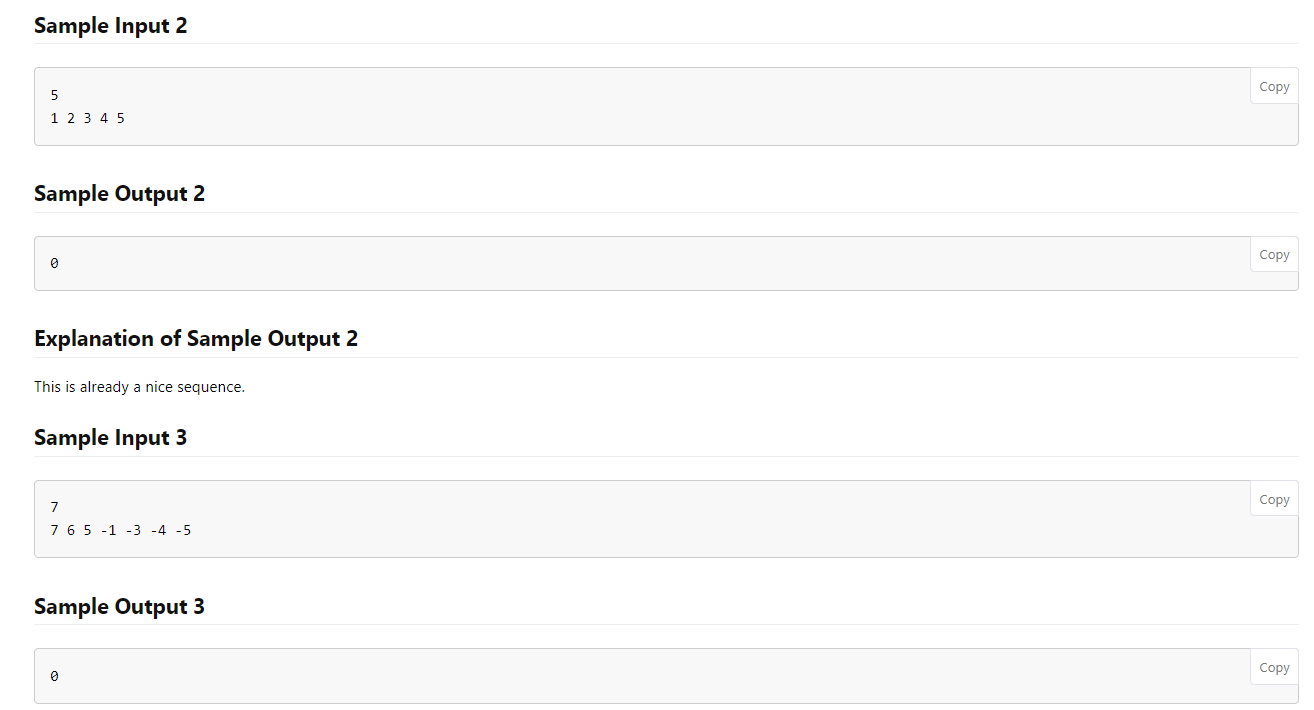 Sample Input 2
Copy
5
1 2 3 4 5
Sample Output 2
Copy
0
Explanation of Sample Output 2
This is already a nice sequence.
Sample Input 3
Copy
7
7 6 5 -1 -3 -4 -5
Sample Output 3
Copy
0